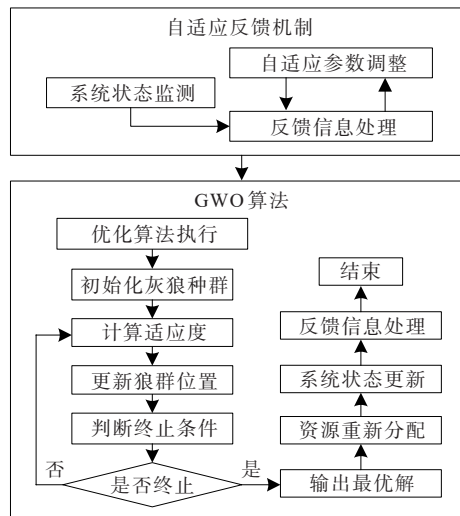 自适应反馈机制
自适应参数调整
系统状态监测
反馈信息处理
GWO算法
优化算法执行
初始化灰狼种群
计算适应度
更新狼群位置
判断终止条件
是否终止
否
是
输出最优解
资源重新分配
系统状态更新
反馈信息处理
结束